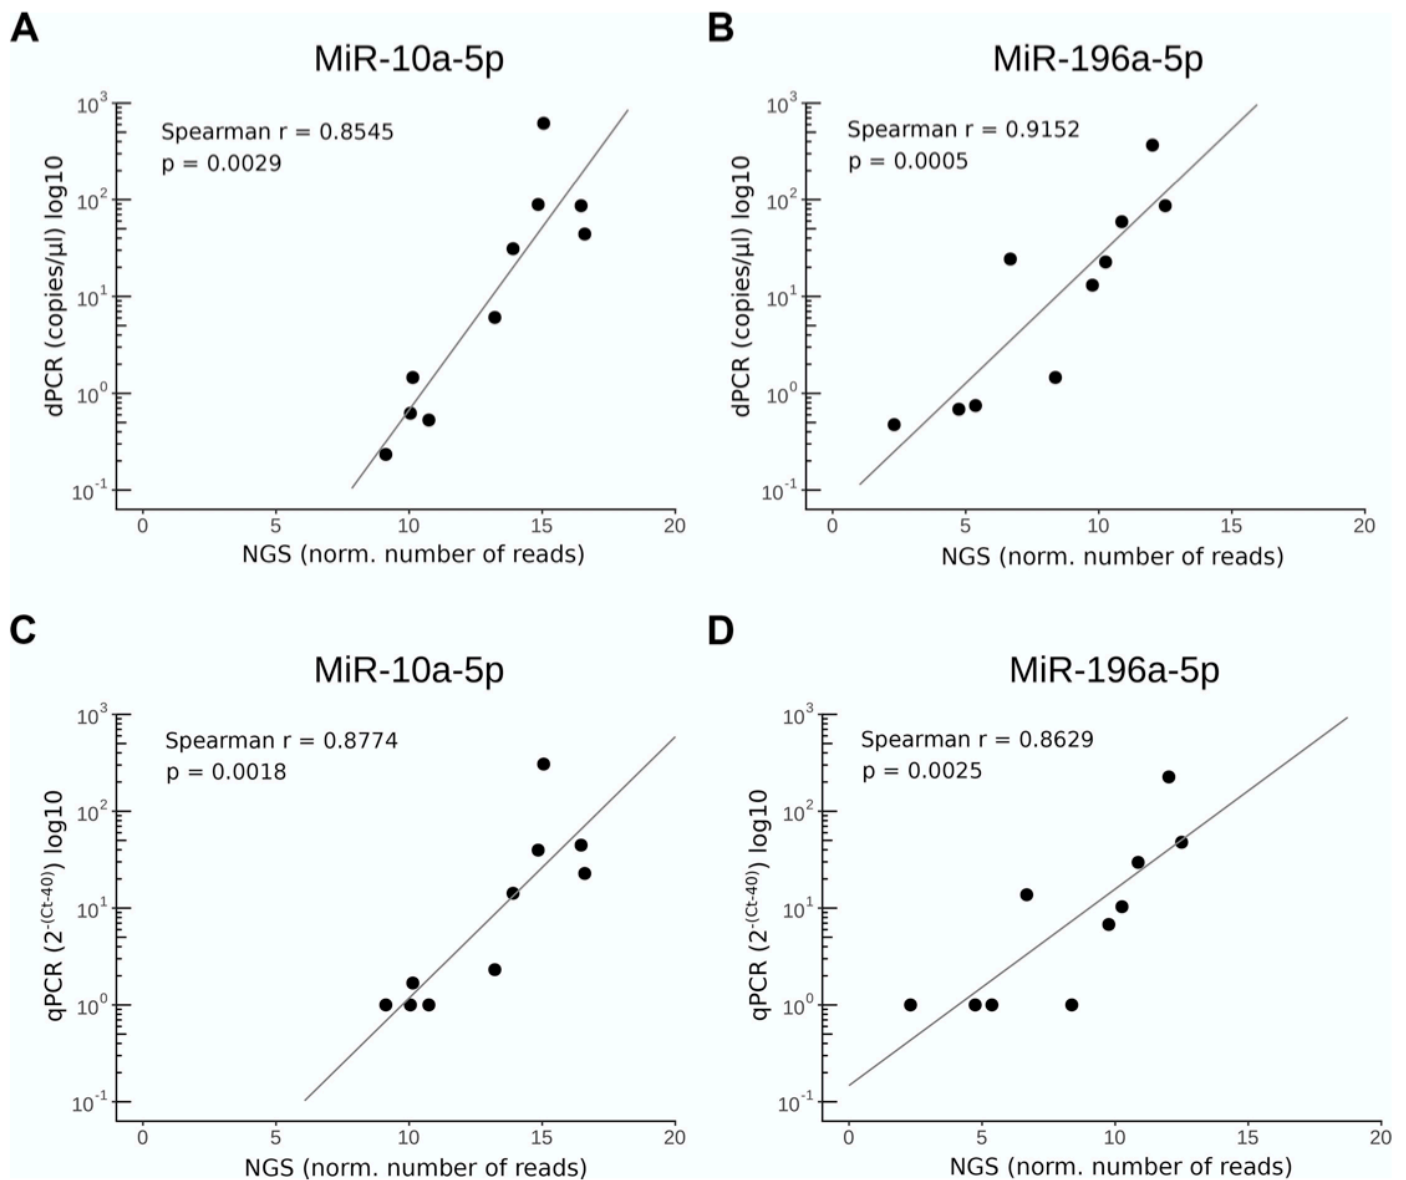 A
MiR-10a-5p
Spearman r = 0.8545
p = 0.0029
dPCR (copies/µl) log10
10^3
10^2
10^1
10^0
10^-1
0 5 10 15 20
NGS (norm. number of reads)
B
MiR-196a-5p
Spearman r = 0.9152
p = 0.0005
dPCR (copies/µl) log10
10^3
10^2
10^1
10^0
10^-1
0 5 10 15 20
NGS (norm. number of reads)
C
MiR-10a-5p
Spearman r = 0.8774
p = 0.0018
qPCR (2^-(Ct-40)) log10
10^3
10^2
10^1
10^0
10^-1
0 5 10 15 20
NGS (norm. number of reads)
D
MiR-196a-5p
Spearman r = 0.8629
p = 0.0025
qPCR (2^-(Ct-40)) log10
10^3
10^2
10^1
10^0
10^-1
0 5 10 15 20
NGS (norm. number of reads)